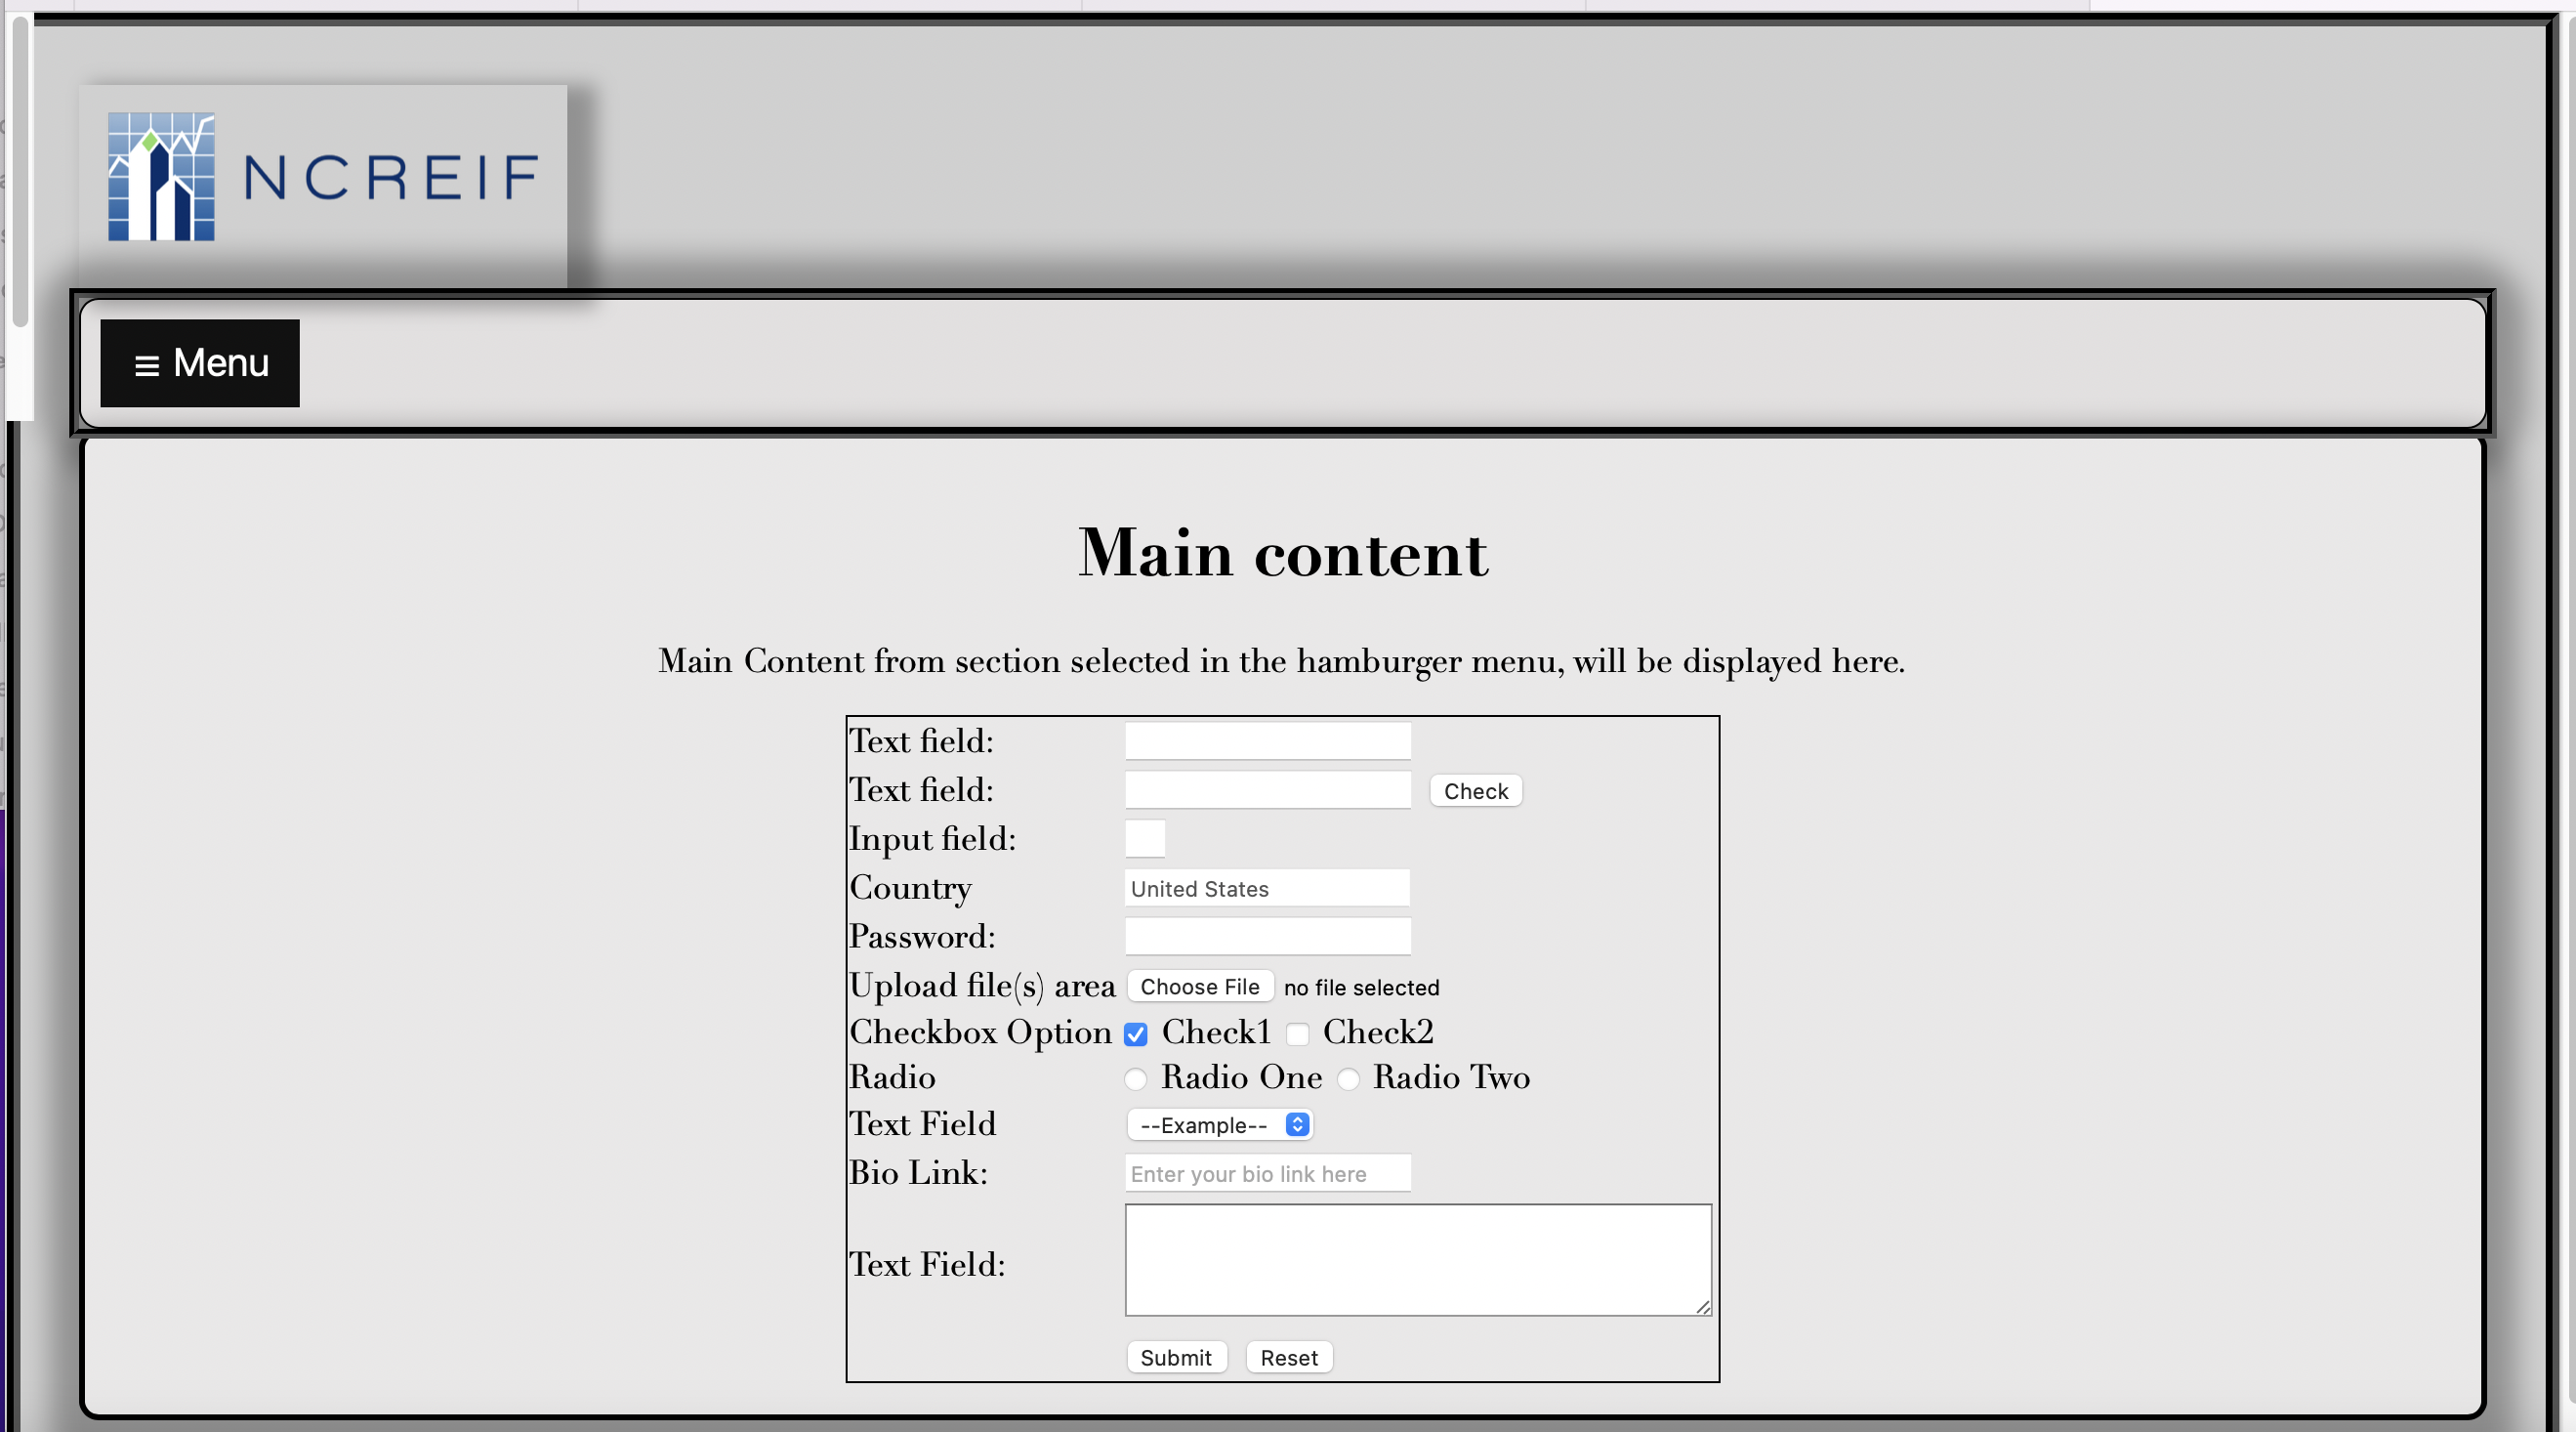 NCREIF
≡ Menu
Main content
Main Content from section selected in the hamburger menu, will be displayed here.
Text field:
Text field: Check
Input field:
Country United States
Password:
Upload file(s) area Choose File no file selected
Checkbox Option Check1 Check2
Radio Radio One Radio Two
Text Field --Example--
Bio Link: Enter your bio link here
Text Field:
Submit Reset